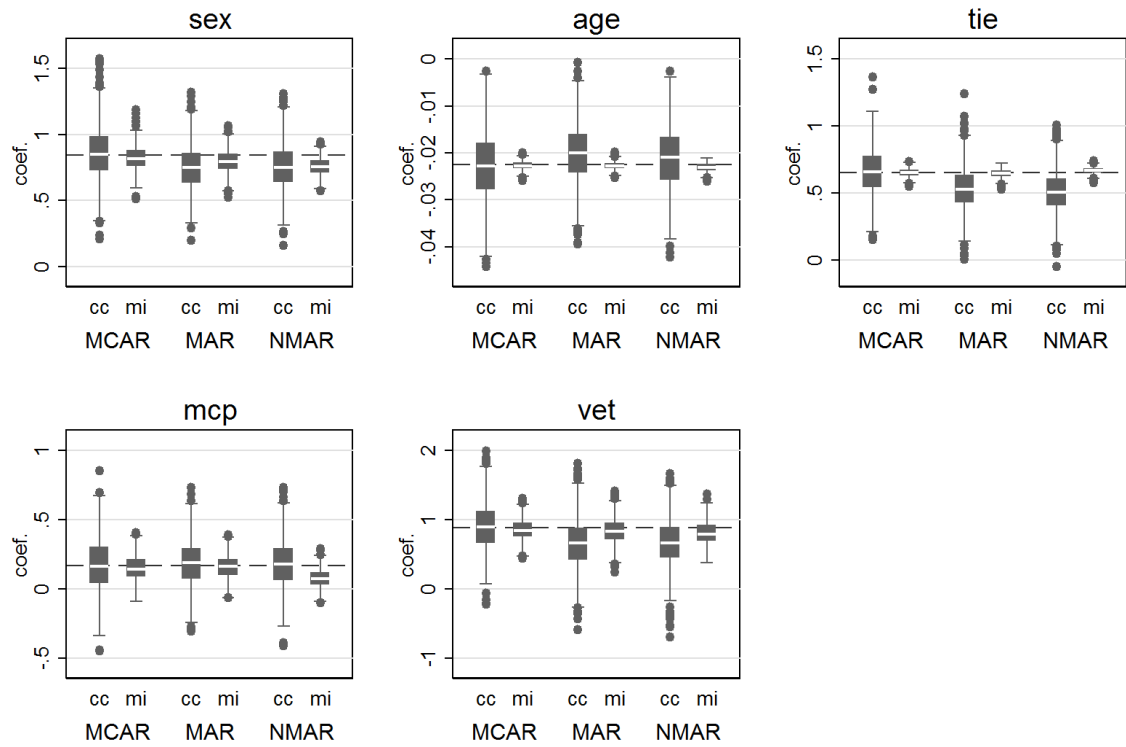 sex
coef.
1.5
1
.5
0
cc mi cc mi cc mi
MCAR MAR NMAR
age
coef.
0
-.01
-.02
-.03
-.04
cc mi cc mi cc mi
MCAR MAR NMAR
tie
coef.
1.5
1
.5
0
cc mi cc mi cc mi
MCAR MAR NMAR
mcp
coef.
1
.5
0
-.5
cc mi cc mi cc mi
MCAR MAR NMAR
vet
coef.
2
1
0
-1
cc mi cc mi cc mi
MCAR MAR NMAR